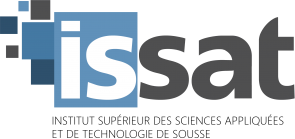 issat
INSTITUT SUPÉRIEUR DES SCIENCES APPLIQUÉES
ET DE TECHNOLOGIE DE SOUSSE